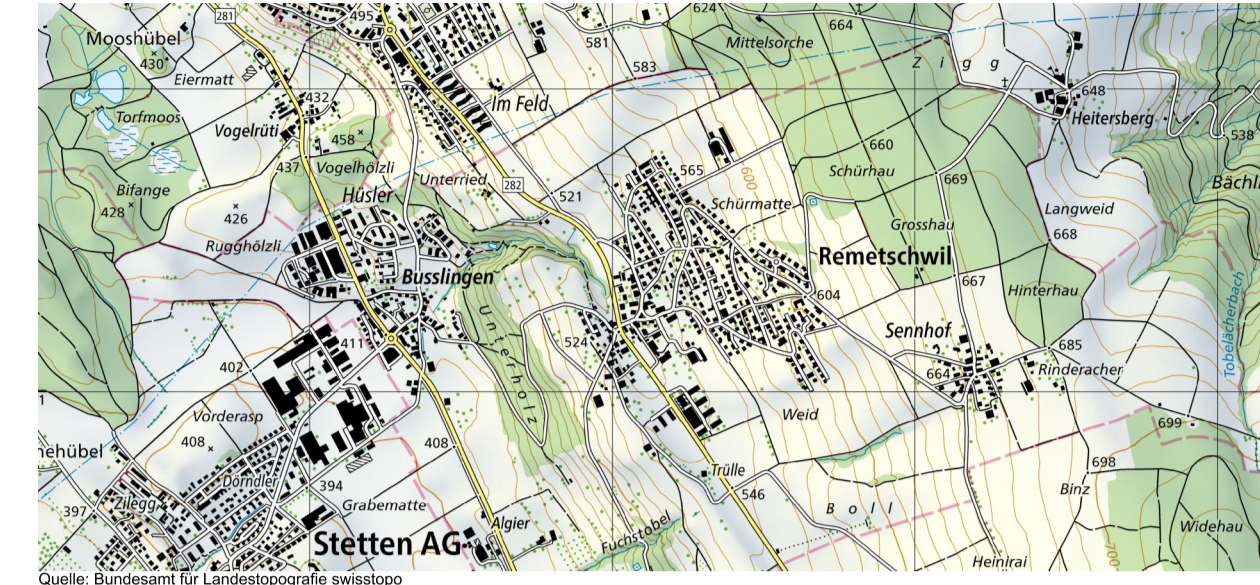 281
495
624
664
Mittelsorche
581
Mooshübel
430
Eiermatt
583
Z i g g
648
Heitersberg
432
Im Feld
538
Torfmoos
Vogelrüti
458
660
437
Vogelhölzli
Unterried
282
565
600
Schürhau
669
Bifange
428
Hüsler
521
Schürmatte
Bächl
426
Grosshau
Langweid
Rugghölzli
668
Busslingen
Remetschwil
667
Hinterhau
604
Unterholz
Tobelächerbach
411
524
Sennhof
685
402
664
Rinderacher
Vorderasp
Weid
699
408
408
nehübel
Dörndler
Trülle
698
394
546
Binz
Zilegg
397
Grabematte
B o l l
Algier
Widehau
Stetten AG
Fuchstobel
Heinirai
700
Quelle: Bundesamt für Landestopografie swisstopo